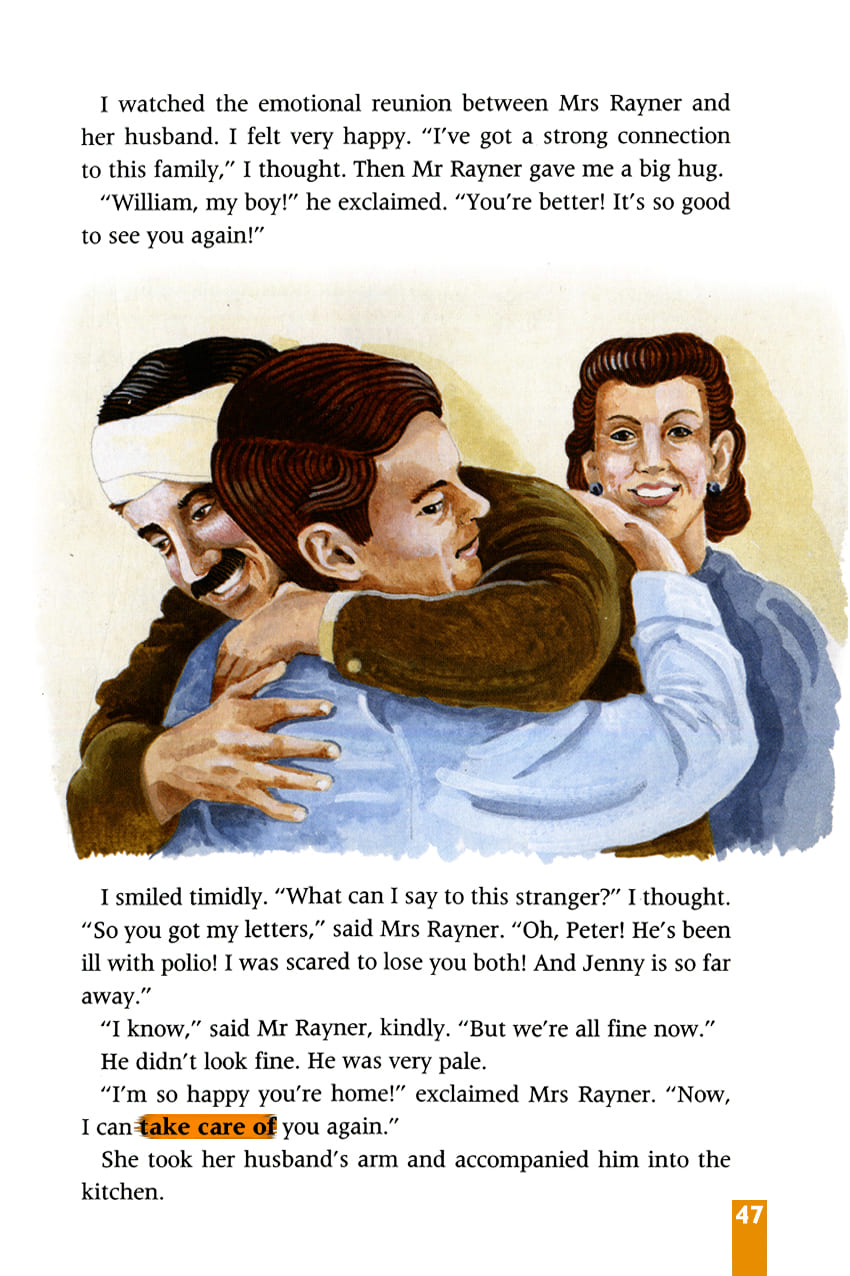 I watched the emotional reunion between Mrs Rayner and
her husband. I felt very happy. “I’ve got a strong connection
to this family,” I thought. Then Mr Rayner gave me a big hug.
“William, my boy!” he exclaimed. “You’re better! It’s so good
to see you again!”
I smiled timidly. “What can I say to this stranger?” I thought.
“So you got my letters,” said Mrs Rayner. “Oh, Peter! He’s been
ill with polio! I was scared to lose you both! And Jenny is so far
away.”
“I know,” said Mr Rayner, kindly. “But we’re all fine now.”
He didn’t look fine. He was very pale.
“I’m so happy you’re home!” exclaimed Mrs Rayner. “Now,
I can take care of you again.”
She took her husband’s arm and accompanied him into the
kitchen.
47